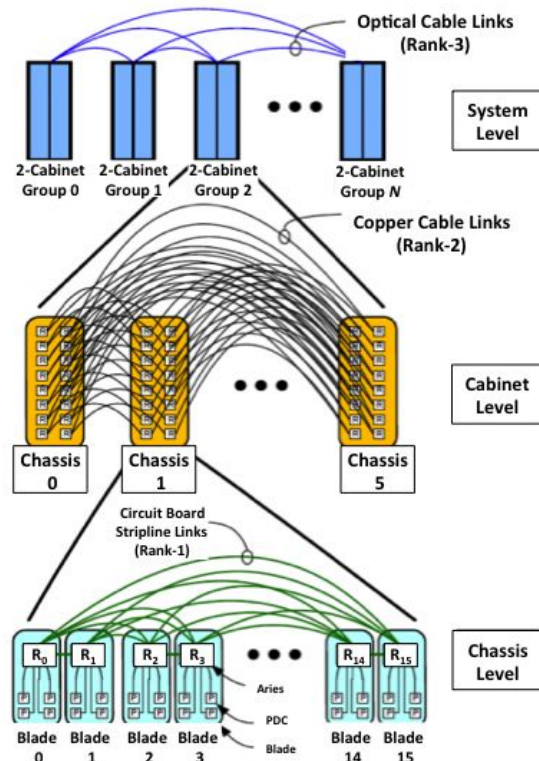 Optical Cable Links
(Rank-3)
System
Level
2-Cabinet
Group 0
2-Cabinet
Group 1
2-Cabinet
Group 2
2-Cabinet
Group N
Copper Cable Links
(Rank-2)
Cabinet
Level
Chassis
0
Chassis
1
Chassis
5
Circuit Board
Stripline Links
(Rank-1)
R0
R1
R2
R3
R14
R15
Chassis
Level
Aries
P P P P P P P P P P P P
PDC
P P P P P P P P P P P P
Blade
Blade
0
Blade
1
Blade
2
Blade
3
Blade
14
Blade
15